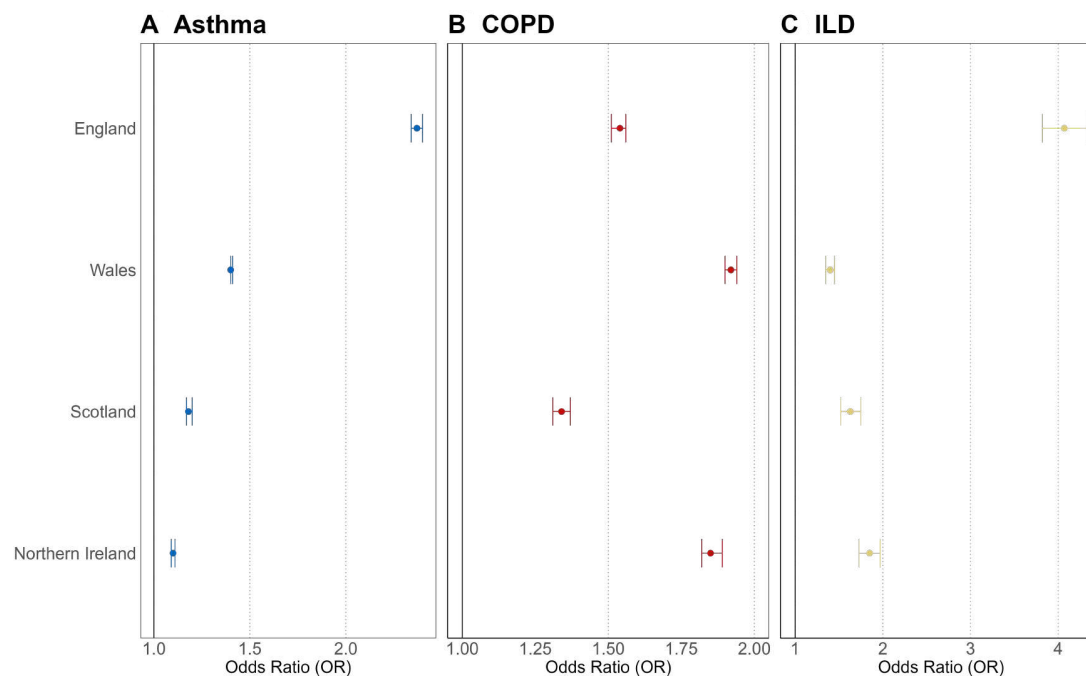 A Asthma
B COPD
C ILD
England
Wales
Scotland
Northern Ireland
1.0 1.5 2.0
1.00 1.25 1.50 1.75 2.00
1 2 3 4
Odds Ratio (OR)
Odds Ratio (OR)
Odds Ratio (OR)